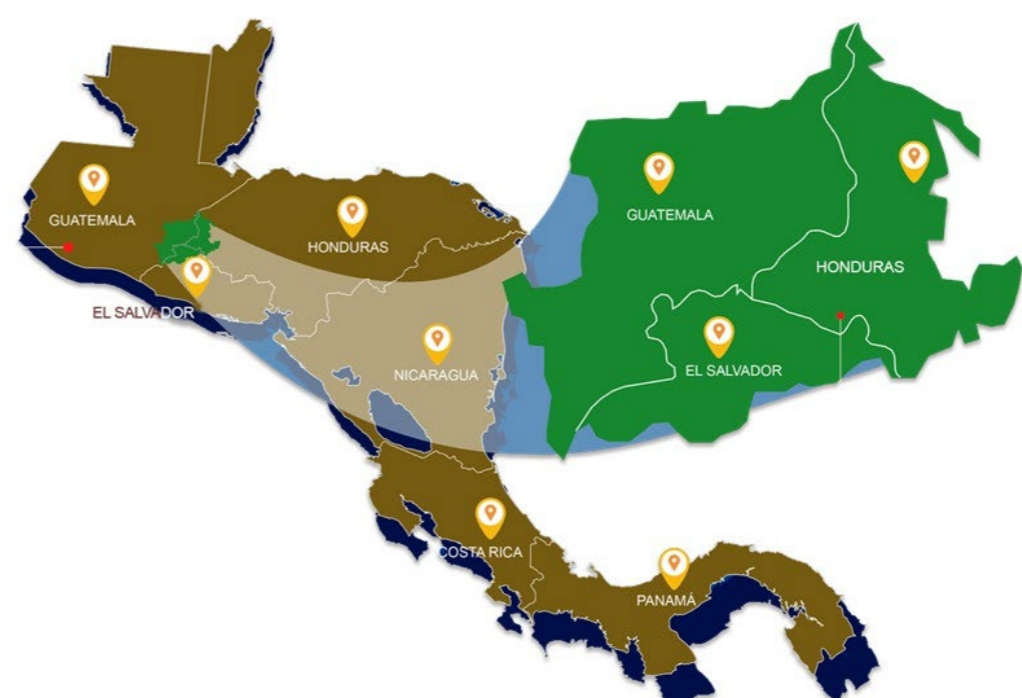 GUATEMALA
HONDURAS
EL SALVADOR
NICARAGUA
COSTA RICA
PANAMÁ
GUATEMALA
HONDURAS
EL SALVADOR